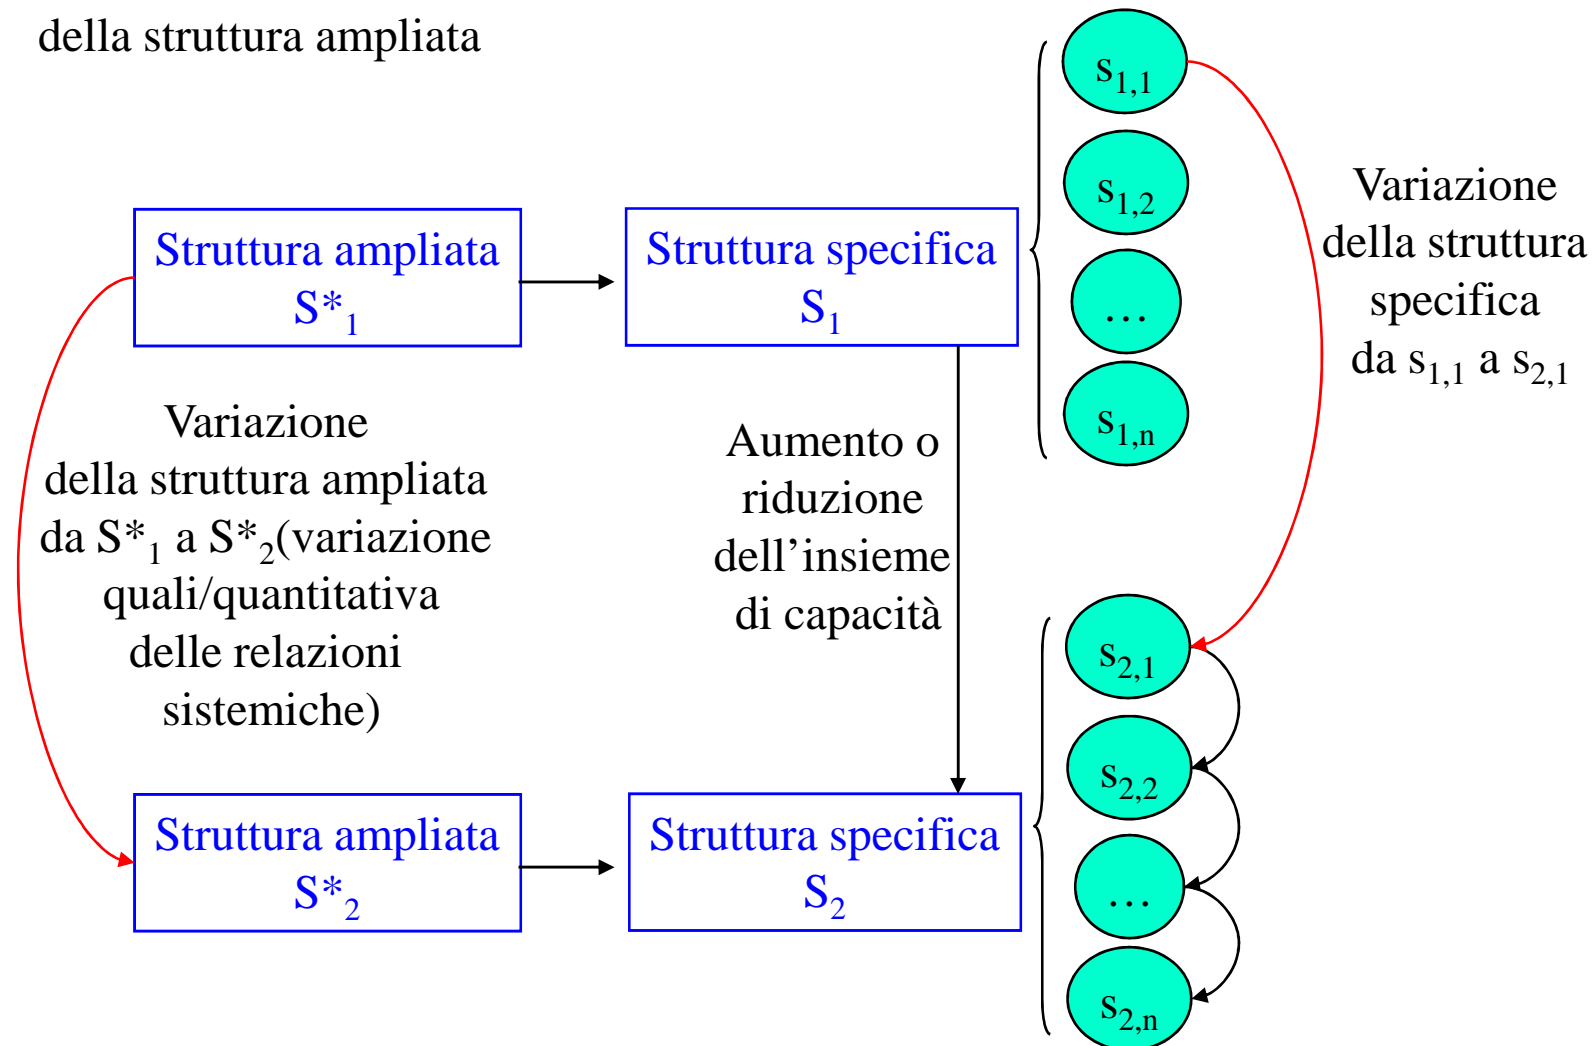 della struttura ampliata
s1,1
s1,2
…
s1,n
Struttura ampliata
S*1
Struttura specifica
S1
Variazione
della struttura
specifica
da s1,1 a s2,1
Variazione
della struttura ampliata
da S*1 a S*2(variazione
quali/quantitativa
delle relazioni
sistemiche)
Aumento o
riduzione
dell’insieme
di capacità
s2,1
s2,2
…
s2,n
Struttura ampliata
S*2
Struttura specifica
S2